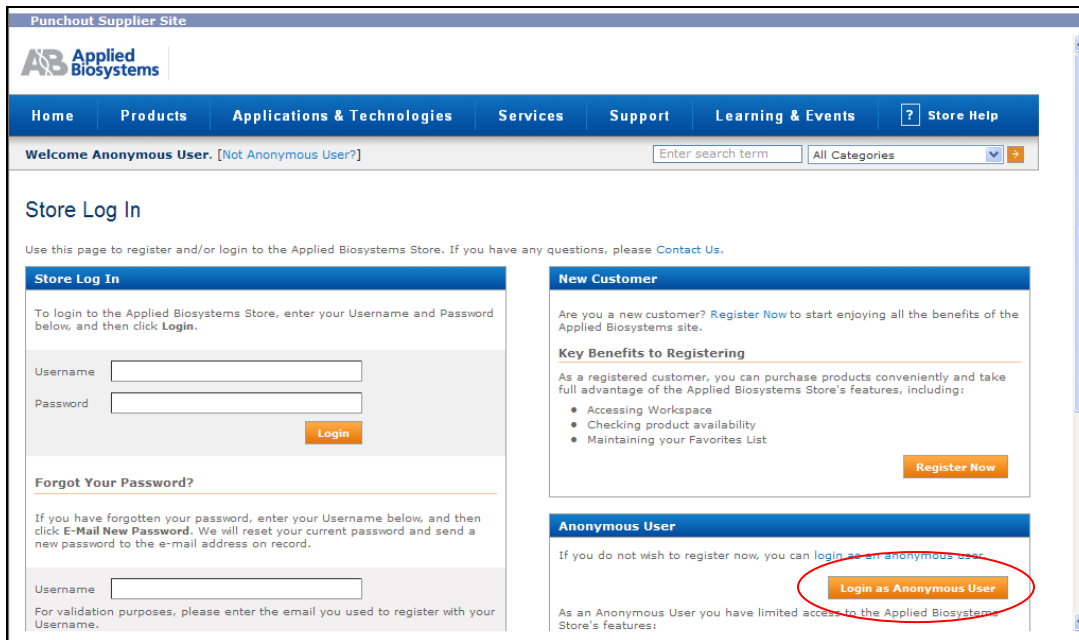 Punchout Supplier Site
AB Applied
Biosystems
Home Products Applications & Technologies Services Support Learning & Events ? Store Help
Welcome Anonymous User. [Not Anonymous User?] Enter search term All Categories
Store Log In
Use this page to register and/or login to the Applied Biosystems Store. If you have any questions, please Contact Us.
Store Log In
To login to the Applied Biosystems Store, enter your Username and Password
below, and then click Login.
Username
Password
Login
Forgot Your Password?
If you have forgotten your password, enter your Username below, and then
click E-Mail New Password. We will reset your current password and send a
new password to the e-mail address on record.
Username
For validation purposes, please enter the email you used to register with your
Username.
New Customer
Are you a new customer? Register Now to start enjoying all the benefits of the
Applied Biosystems site.
Key Benefits to Registering
As a registered customer, you can purchase products conveniently and take
full advantage of the Applied Biosystems Store's features, including:
• Accessing Workspace
• Checking product availability
• Maintaining your Favorites List
Register Now
Anonymous User
If you do not wish to register now, you can login as an anonymous user.
Login as Anonymous User
As an Anonymous User you have limited access to the Applied Biosystems
Store's features: